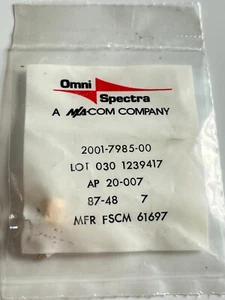 Omni
Spectra
A M/A-COM COMPANY
2001-7985-00
LOT 030 1239417
AP 20-007
87-48 7
MFR FSCM 61697